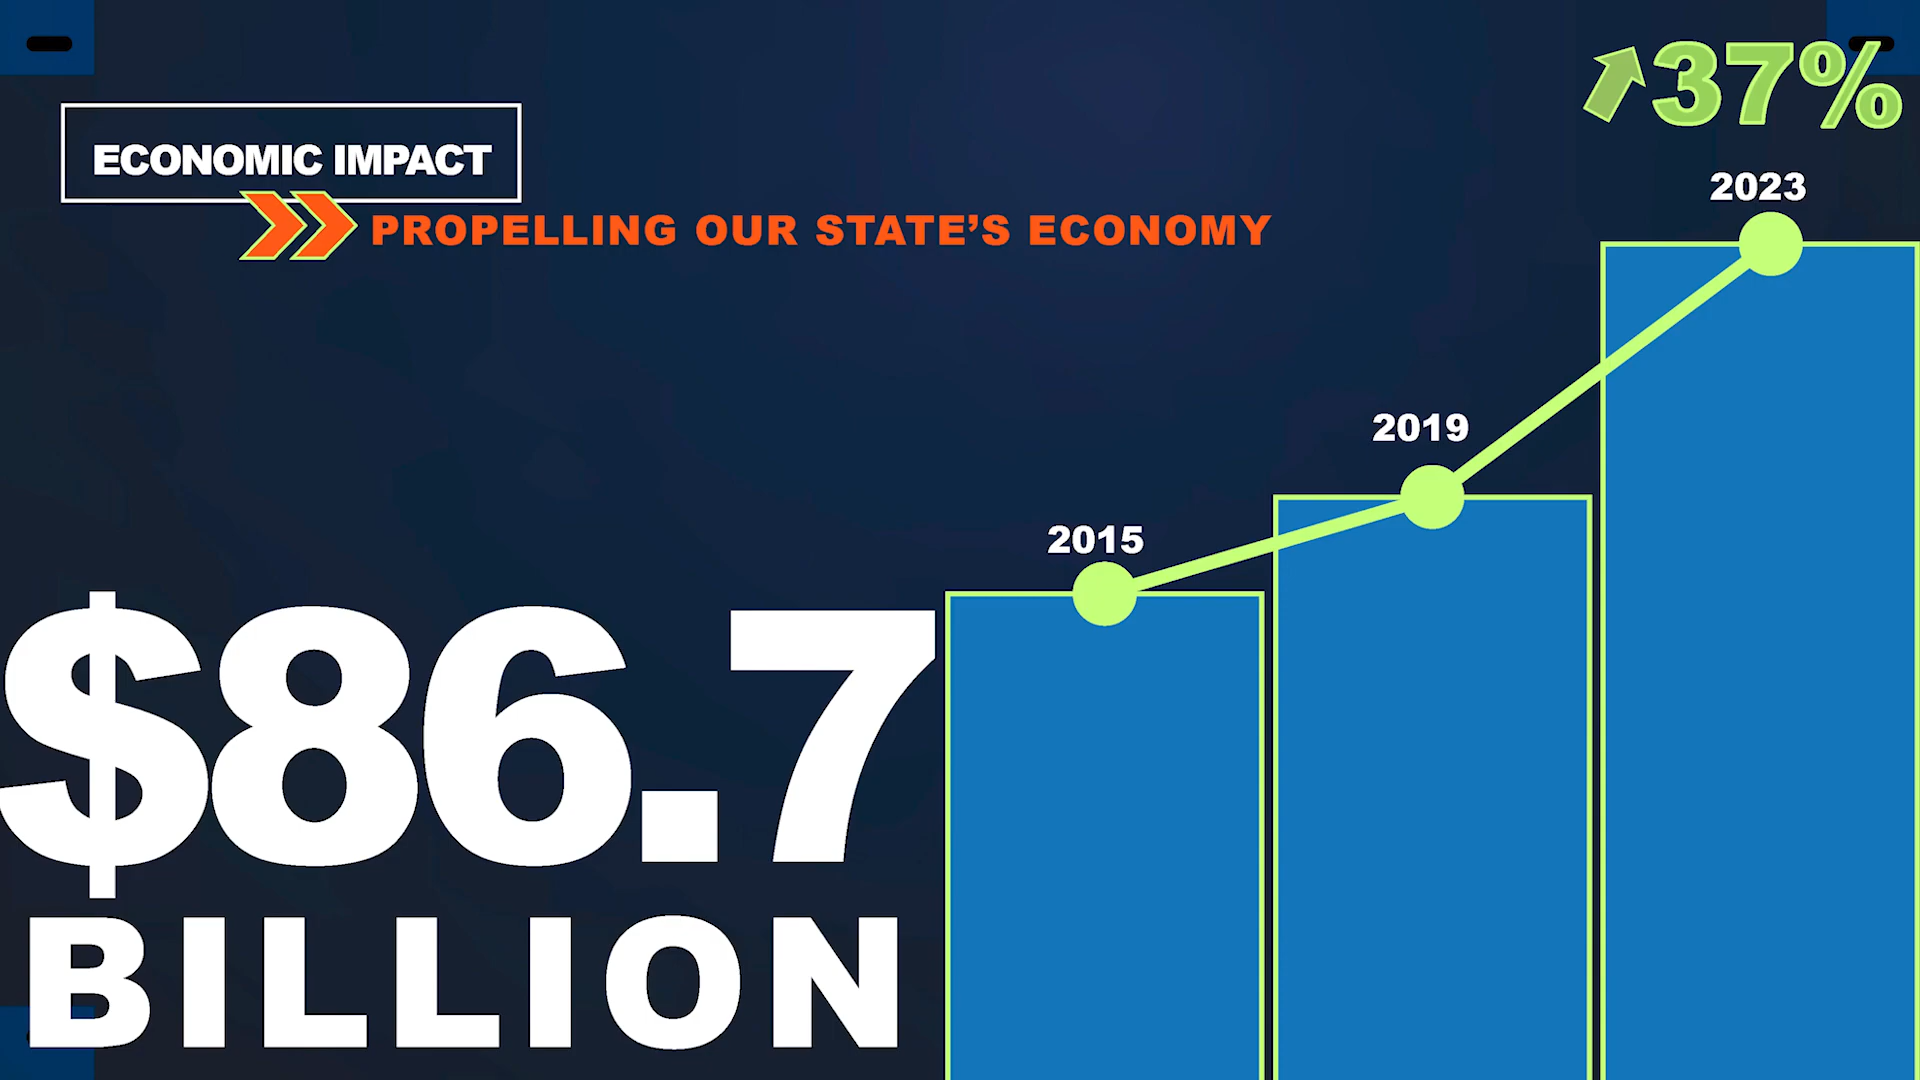 37%
ECONOMIC IMPACT
PROPELLING OUR STATE’S ECONOMY
2023
2019
2015
$86.7
BILLION